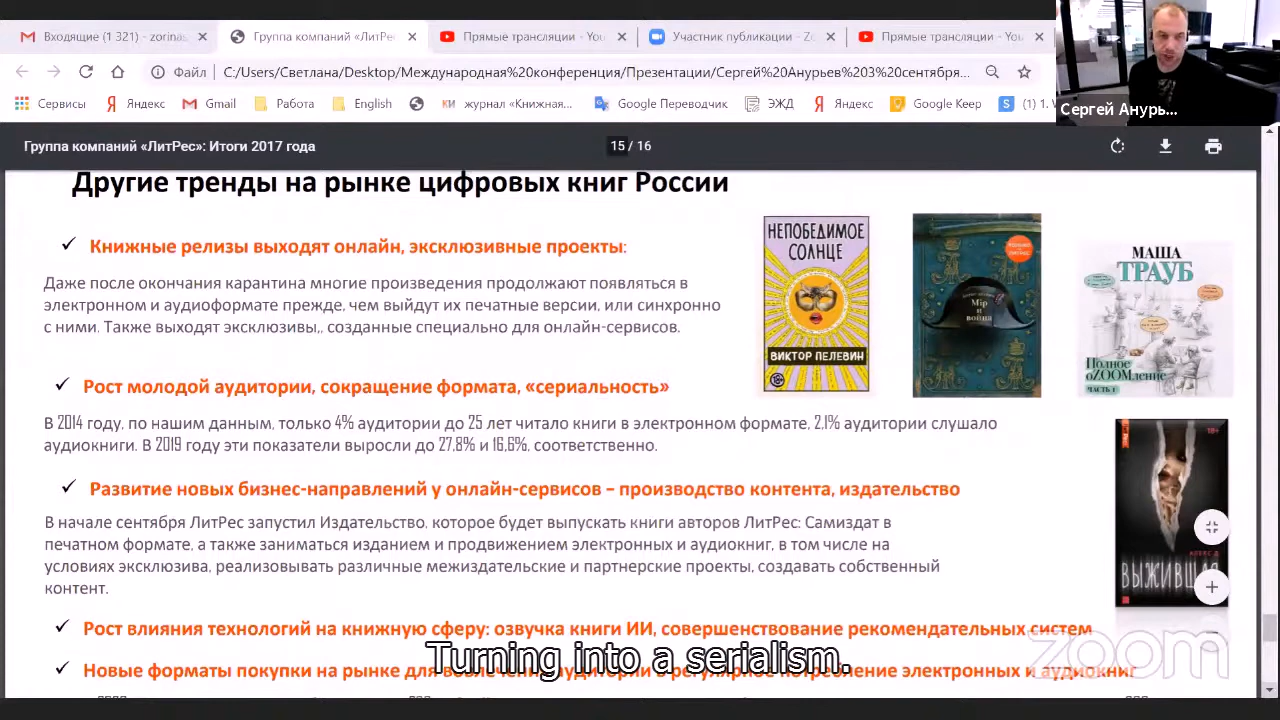 Входящие (1 321) - zorinas
Группа компаний «ЛитРес
Прямые трансляции - You
Участник публикации - Zo
Прямые трансляции - You
Файл
C:/Users/Светлана/Desktop/Международная%20конференция/Презентации/Сергей%20Анурьев%203%20сентября...
Сервисы
Яндекс
Gmail
Работа
English
журнал «Книжная...
Google Переводчик
ЭЖД
Яндекс
Google Keep
(1) 1.
Сергей Анурь...
Группа компаний «ЛитРес»: Итоги 2017 года
15 / 16
Другие тренды на рынке цифровых книг России
Книжные релизы выходят онлайн, эксклюзивные проекты:
Даже после окончания карантина многие произведения продолжают появляться в
электронном и аудиоформате прежде, чем выйдут их печатные версии, или синхронно
с ними. Также выходят эксклюзивы,, созданные специально для онлайн-сервисов.
НЕПОБЕДИМОЕ
СОЛНЦЕ
ВИКТОР ПЕЛЕВИН
Мiр
и
война
МАША
ТРАУБ
Полное
оZOOMление
ЧАСТЬ 1
Рост молодой аудитории, сокращение формата, «сериальность»
В 2014 году, по нашим данным, только 4% аудитории до 25 лет читало книги в электронном формате, 2,1% аудитории слушало
аудиокниги. В 2019 году эти показатели выросли до 27,8% и 16,6%, соответственно.
Развитие новых бизнес-направлений у онлайн-сервисов – производство контента, издательство
В начале сентября ЛитРес запустил Издательство, которое будет выпускать книги авторов ЛитРес: Самиздат в
печатном формате, а также заниматься изданием и продвижением электронных и аудиокниг, в том числе на
условиях эксклюзива, реализовывать различные межиздательские и партнерские проекты, создавать собственный
контент.
18+
АЛЕКС Д
ВЫЖИВШАЯ
Рост влияния технологий на книжную сферу: озвучка книги ИИ, совершенствование рекомендательных систем
Turning into a serialism.
zoom
Новые форматы покупки на рынке для вовлечения аудитории в регулярное потребление электронных и аудиокниг